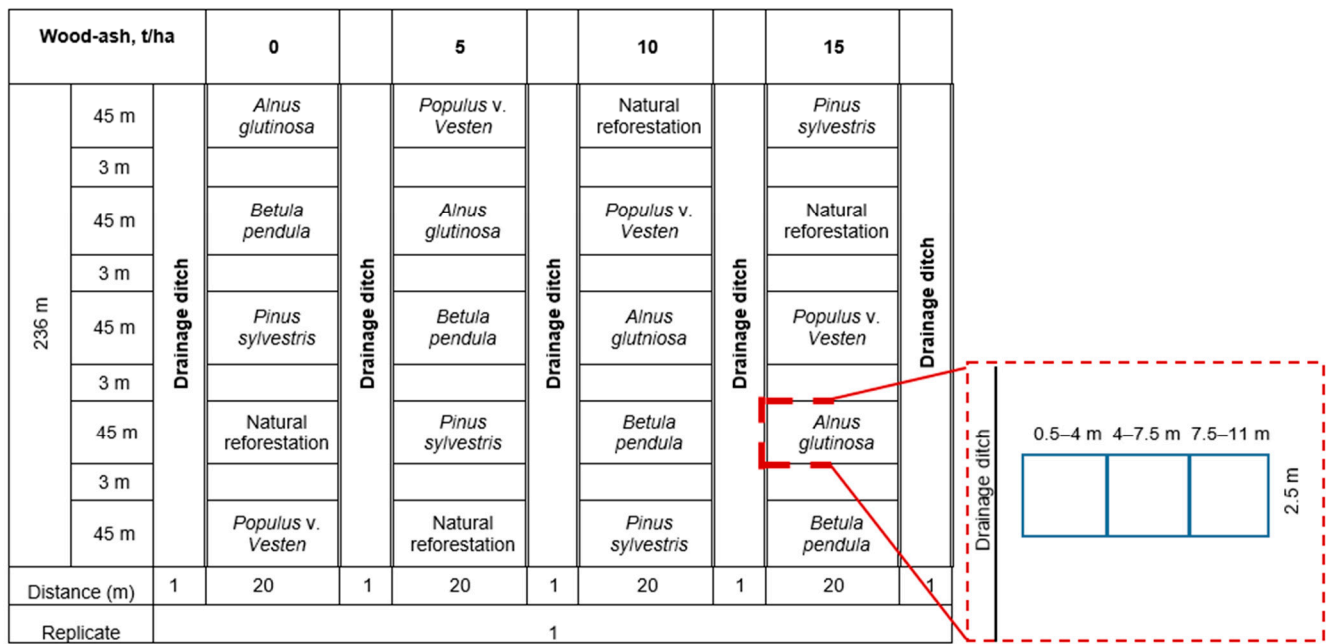 Wood-ash, t/ha 0 5 10 15
45 m Alnus glutinosa Populus v. Vesten Natural reforestation Pinus sylvestris
3 m
45 m Betula pendula Alnus glutinosa Populus v. Vesten Natural reforestation
3 m
236 m Drainage ditch Drainage ditch Drainage ditch Drainage ditch Drainage ditch
45 m Pinus sylvestris Betula pendula Alnus glutniosa Populus v. Vesten
3 m
45 m Natural reforestation Pinus sylvestris Betula pendula Alnus glutinosa
3 m
45 m Populus v. Vesten Natural reforestation Pinus sylvestris Betula pendula
Distance (m) 1 20 1 20 1 20 1 20 1
Replicate 1
Drainage ditch
0.5–4 m 4–7.5 m 7.5–11 m
2.5 m